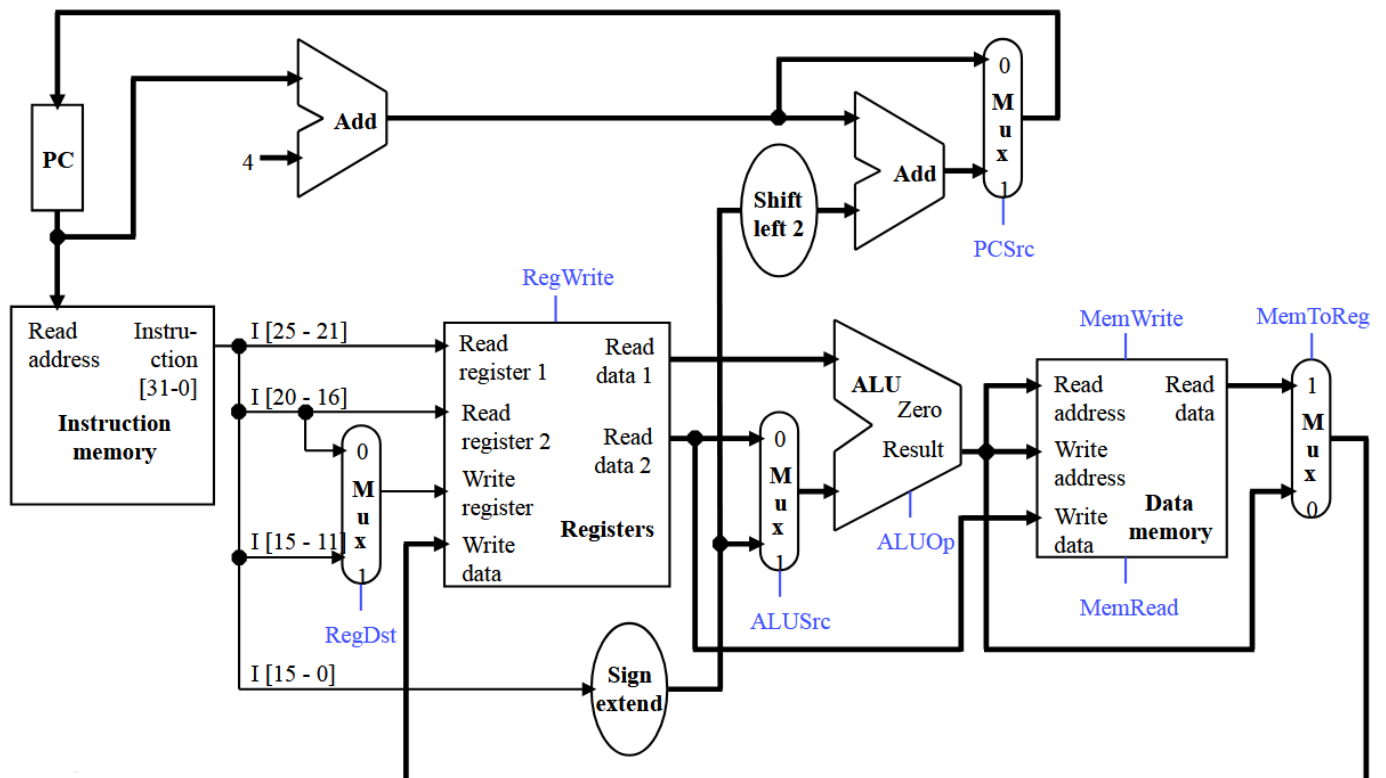 0
M
u
x
1
Add
PC
4
Add
Shift
left 2
PCSrc
RegWrite
I [25 - 21]
Read
address
Instru-
ction
[31-0]
Instruction
memory
I [20 - 16]
0
M
u
x
1
I [15 - 11]
RegDst
I [15 - 0]
Read
register 1
Read
register 2
Write
register
Write
data
Read
data 1
Read
data 2
Registers
Sign
extend
0
M
u
x
1
ALUSrc
ALU
Zero
Result
ALUOp
MemWrite
Read
address
Write
address
Write
data
Read
data
Data
memory
MemRead
MemToReg
1
M
u
x
0